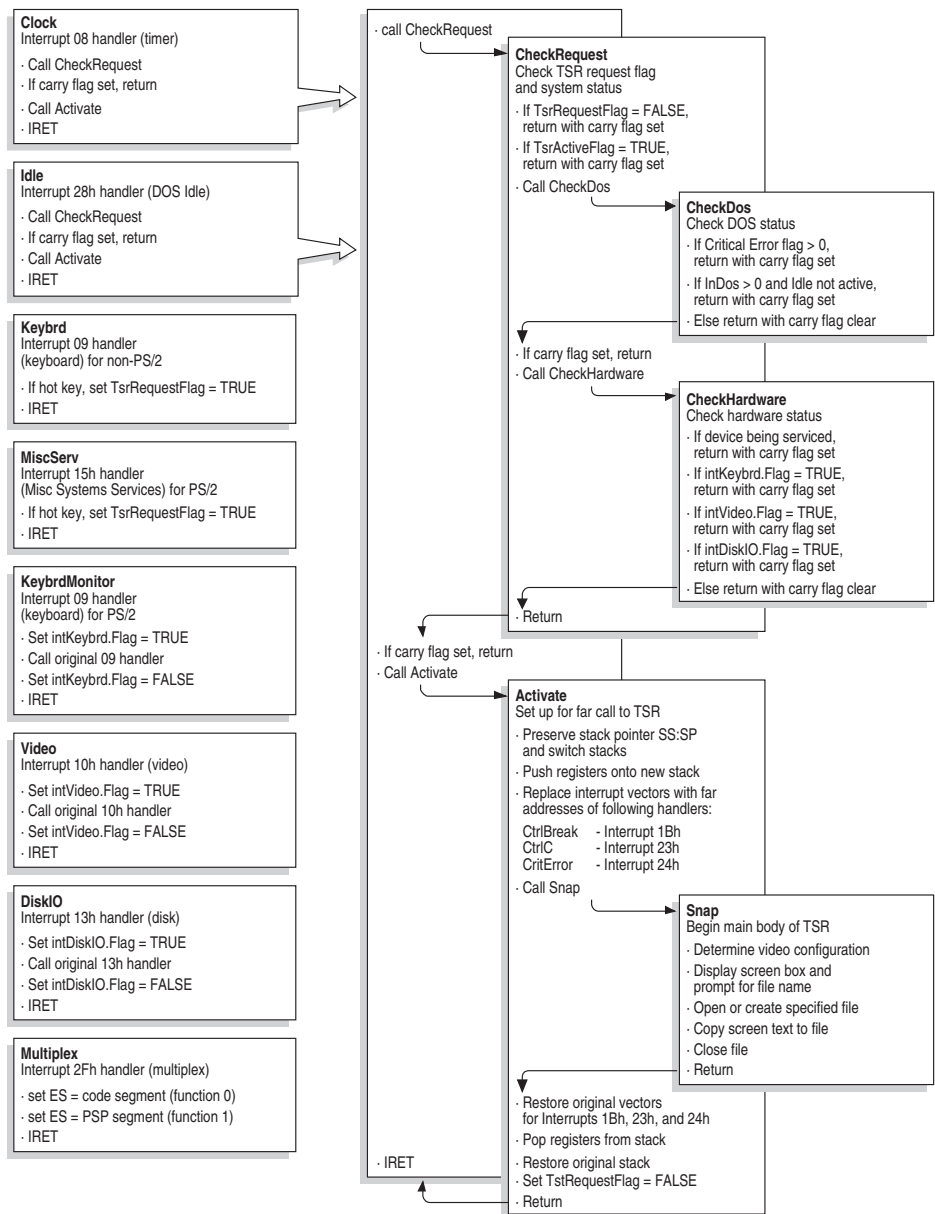 Clock
Interrupt 08 handler (timer)
· Call CheckRequest
· If carry flag set, return
· Call Activate
· IRET
Idle
Interrupt 28h handler (DOS Idle)
· Call CheckRequest
· If carry flag set, return
· Call Activate
· IRET
Keybrd
Interrupt 09 handler
(keyboard) for non-PS/2
· If hot key, set TsrRequestFlag = TRUE
· IRET
MiscServ
Interrupt 15h handler
(Misc Systems Services) for PS/2
· If hot key, set TsrRequestFlag = TRUE
· IRET
KeybrdMonitor
Interrupt 09 handler
(keyboard) for PS/2
· Set intKeybrd.Flag = TRUE
· Call original 09 handler
· Set intKeybrd.Flag = FALSE
· IRET
Video
Interrupt 10h handler (video)
· Set intVideo.Flag = TRUE
· Call original 10h handler
· Set intVideo.Flag = FALSE
· IRET
DiskIO
Interrupt 13h handler (disk)
· Set intDiskIO.Flag = TRUE
· Call original 13h handler
· Set intDiskIO.Flag = FALSE
· IRET
Multiplex
Interrupt 2Fh handler (multiplex)
· set ES = code segment (function 0)
· set ES = PSP segment (function 1)
· IRET
· call CheckRequest
CheckRequest
Check TSR request flag
and system status
· If TsrRequestFlag = FALSE,
return with carry flag set
· If TsrActiveFlag = TRUE,
return with carry flag set
· Call CheckDos
CheckDos
Check DOS status
· If Critical Error flag > 0,
return with carry flag set
· If InDos > 0 and Idle not active,
return with carry flag set
· Else return with carry flag clear
· If carry flag set, return
· Call CheckHardware
CheckHardware
Check hardware status
· If device being serviced,
return with carry flag set
· If intKeybrd.Flag = TRUE,
return with carry flag set
· If intVideo.Flag = TRUE,
return with carry flag set
· If intDiskIO.Flag = TRUE,
return with carry flag set
· Else return with carry flag clear
· Return
· If carry flag set, return
· Call Activate
Activate
Set up for far call to TSR
· Preserve stack pointer SS:SP
and switch stacks
· Push registers onto new stack
· Replace interrupt vectors with far
addresses of following handlers:
CtrlBreak - Interrupt 1Bh
CtrlC - Interrupt 23h
CritError - Interrupt 24h
· Call Snap
Snap
Begin main body of TSR
· Determine video configuration
· Display screen box and
prompt for file name
· Open or create specified file
· Copy screen text to file
· Close file
· Return
· Restore original vectors
for Interrupts 1Bh, 23h, and 24h
· Pop registers from stack
· Restore original stack
· Set TstRequestFlag = FALSE
· Return
· IRET